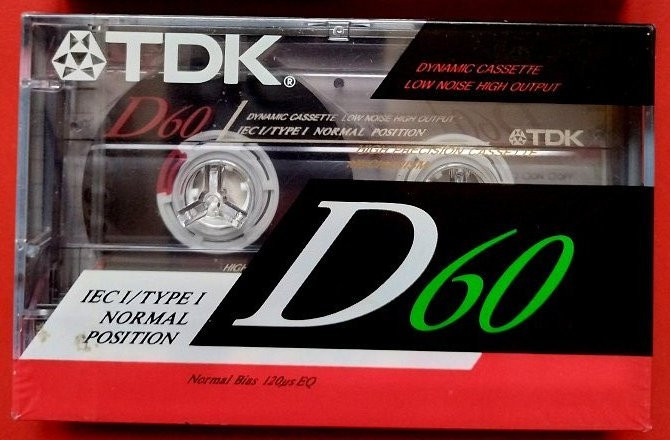 TDK®
DYNAMIC CASSETTE
LOW NOISE HIGH OUTPUT
D60
DYNAMIC CASSETTE LOW NOISE HIGH OUTPUT
IEC I/TYPE I NORMAL POSITION
TDK
HIGH PRECISION CASSETTE
HIGH
D60
IEC I/TYPE I
NORMAL
POSITION
Normal Bias 120µs EQ